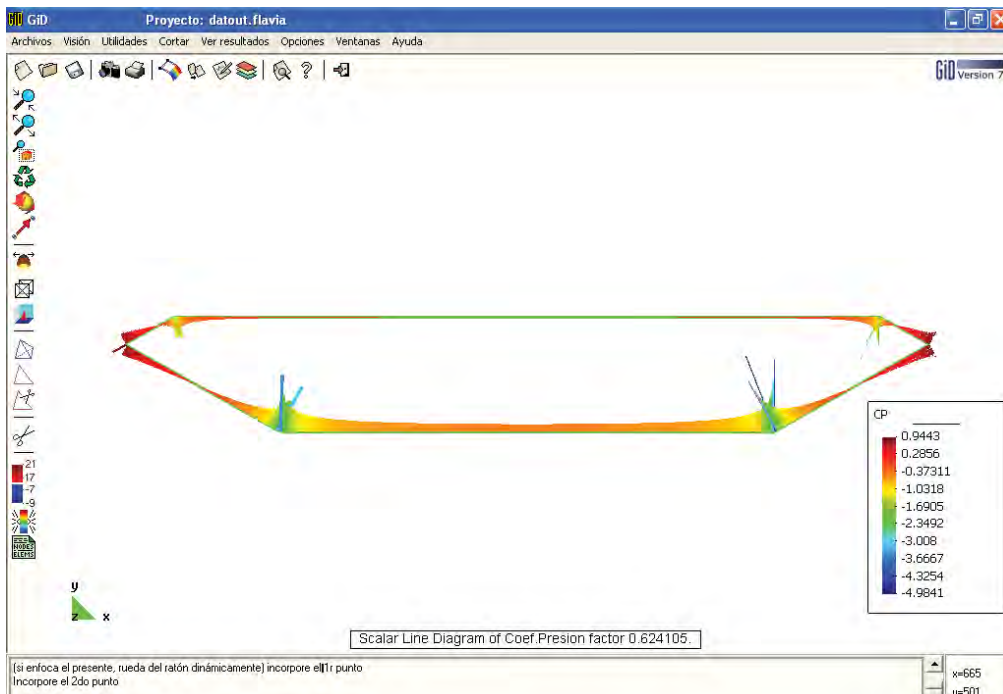 GiD Proyecto: datout.flavia
Archivos Visión Utilidades Cortar Ver resultados Opciones Ventanas Ayuda
GiD Version 7
21
17
-7
-9
NODES
ELEMS
CP
0.9443
0.2856
-0.37311
-1.0318
-1.6905
-2.3492
-3.008
-3.6667
-4.3254
-4.9841
y
z x
Scalar Line Diagram of Coef.Presion factor 0.624105.
(si enfoca el presente, rueda del ratón dinámicamente) incorpore el punto
Incorpore el 2do punto
x=665
y=501